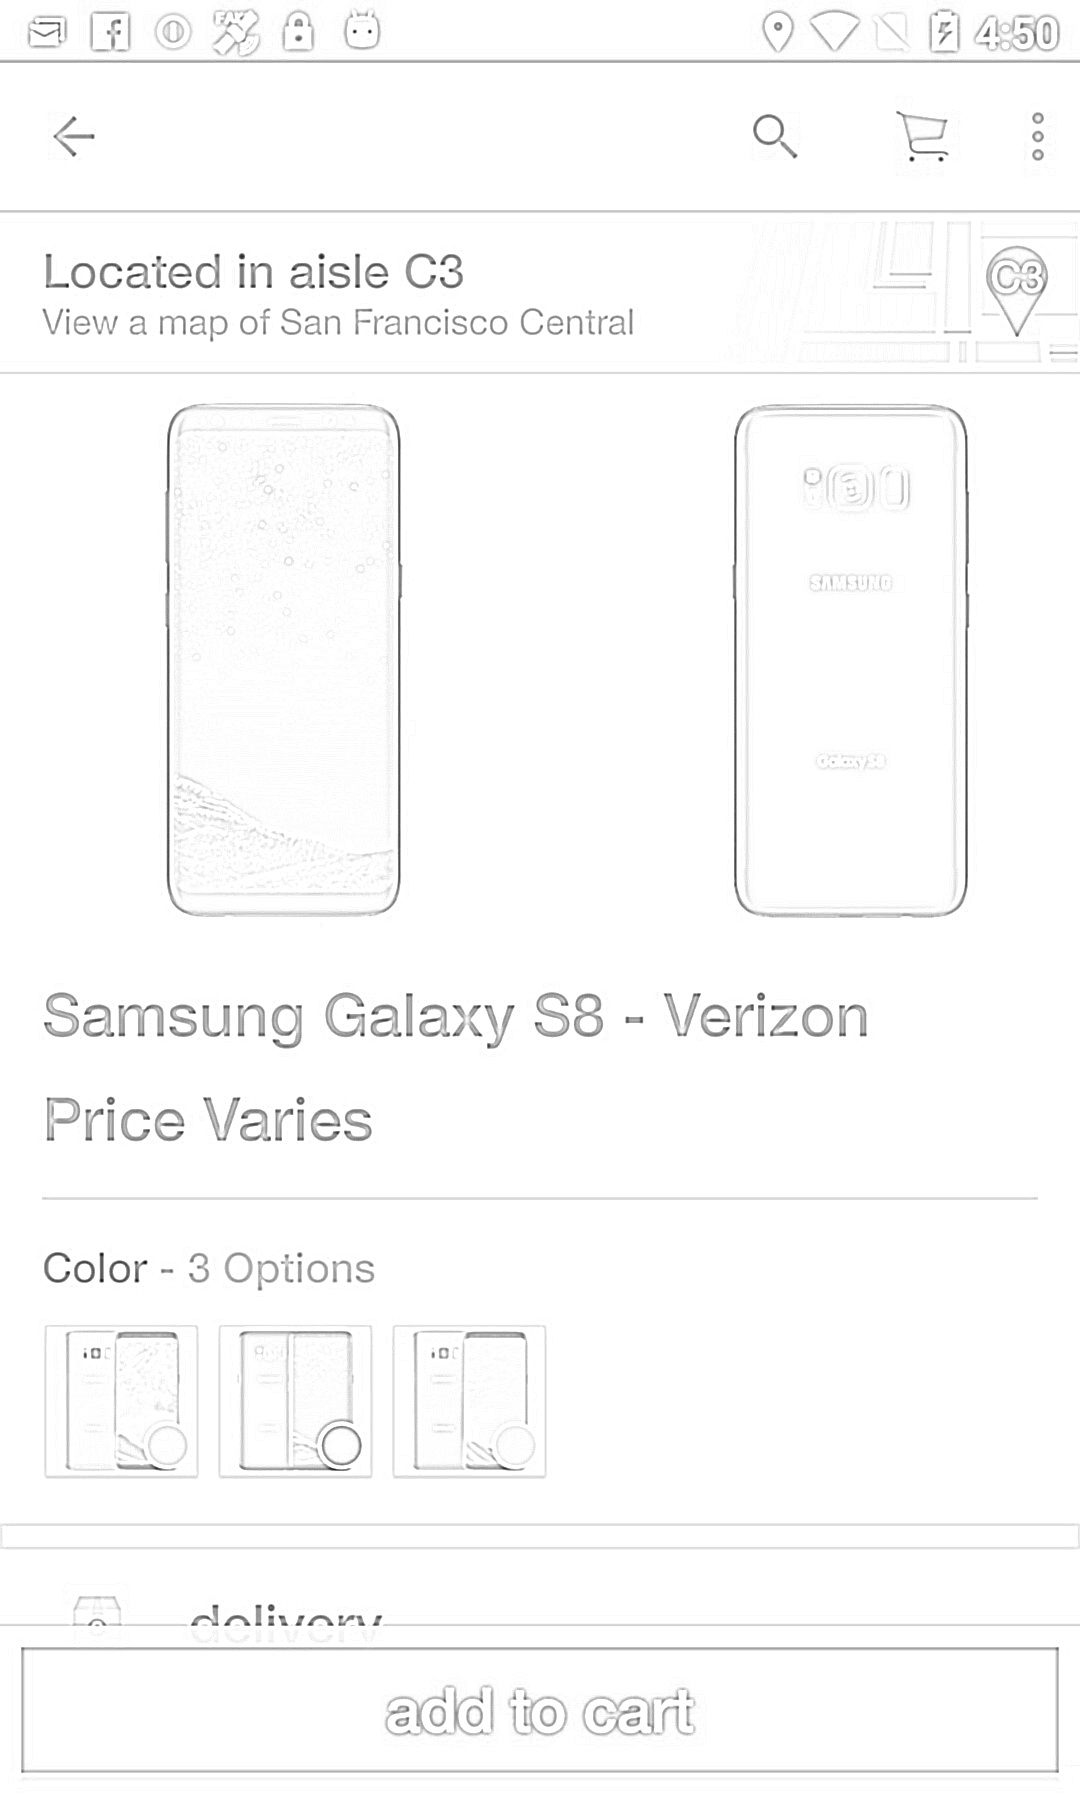 FAV
4:50
Located in aisle C3
View a map of San Francisco Central
C3
SAMSUNG
Galaxy S8
Samsung Galaxy S8 - Verizon
Price Varies
Color - 3 Options
delivery
add to cart